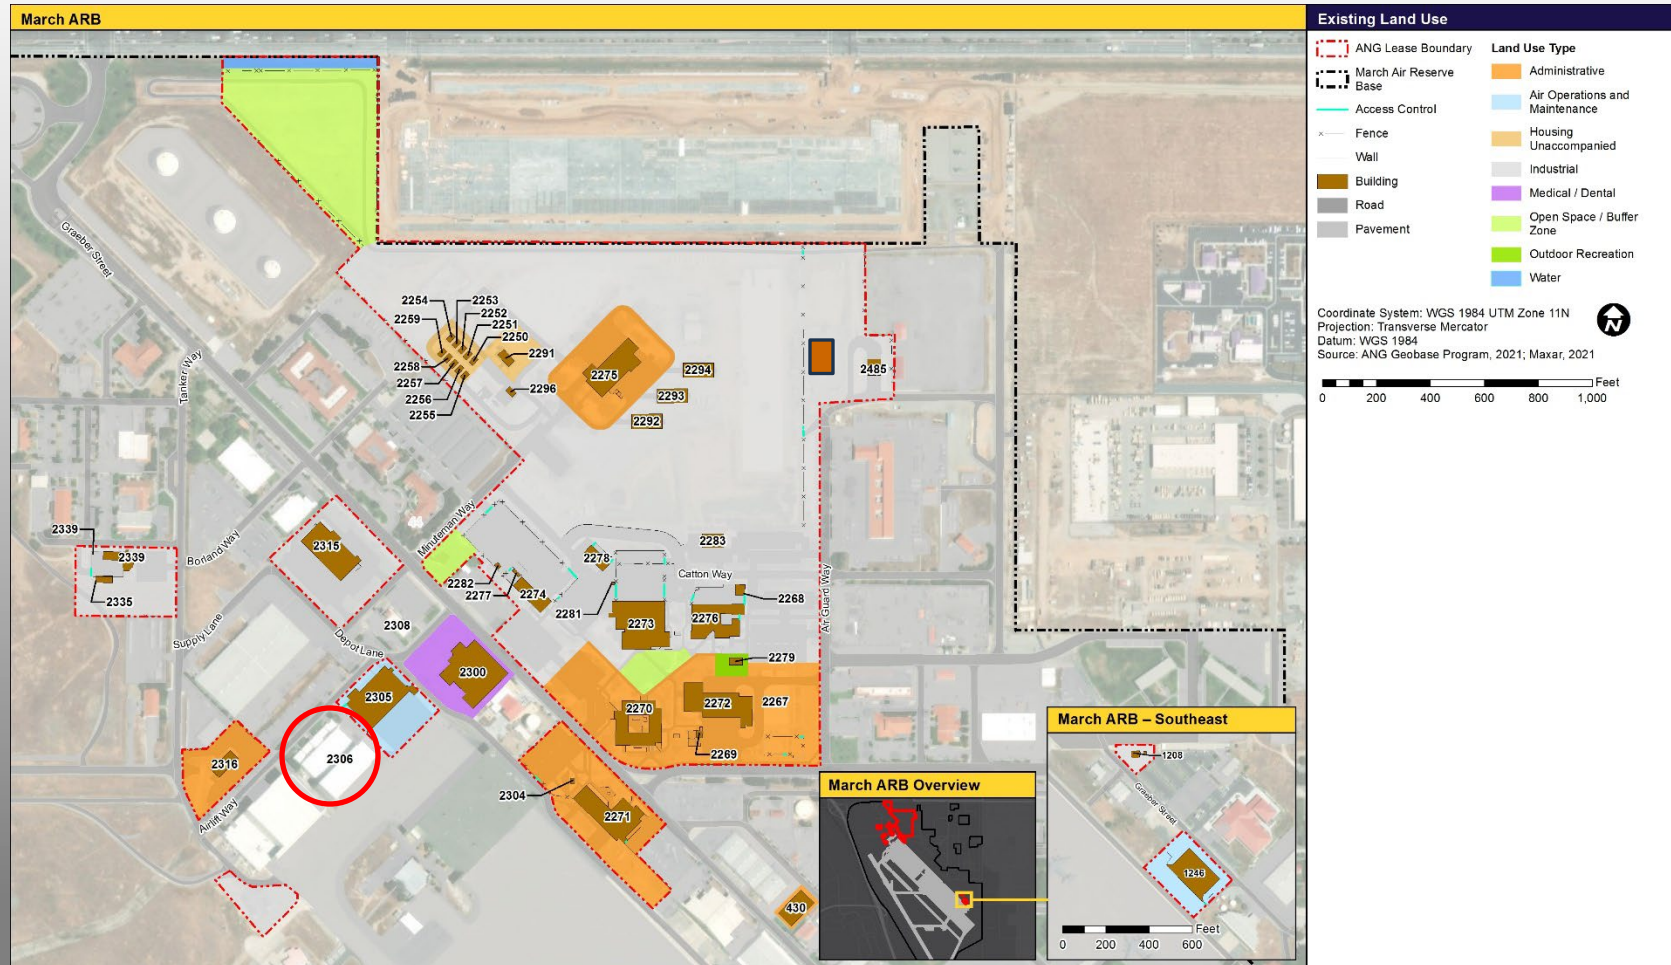 March ARB
Existing Land Use
ANG Lease Boundary
March Air Reserve
Base
Access Control
Fence
Wall
Building
Road
Pavement
Land Use Type
Administrative
Air Operations and
Maintenance
Housing
Unaccompanied
Industrial
Medical / Dental
Open Space / Buffer
Zone
Outdoor Recreation
Water
Coordinate System: WGS 1984 UTM Zone 11N
Projection: Transverse Mercator
Datum: WGS 1984
Source: ANG Geobase Program, 2021; Maxar, 2021
N
Feet
0 200 400 600 800 1,000
Graeber Street
Tanker Way
2254
2253
2259
2252
2251
2250
2291
2258
2257
2256
2255
2296
2275
2294
2293
2292
2485
Minuteman Way
Borland Way
2339
2339
2335
2315
2283
2278
Catton Way
2282
2277
2274
2281
2268
2273
2276
Air Guard Way
Supply Lane
Depot Lane
2308
2300
2279
2305
2270
2272
2267
2269
2306
2316
Airlift Way
2304
2271
430
March ARB Overview
March ARB – Southeast
1208
Graeber Street
1246
Feet
0 200 400 600